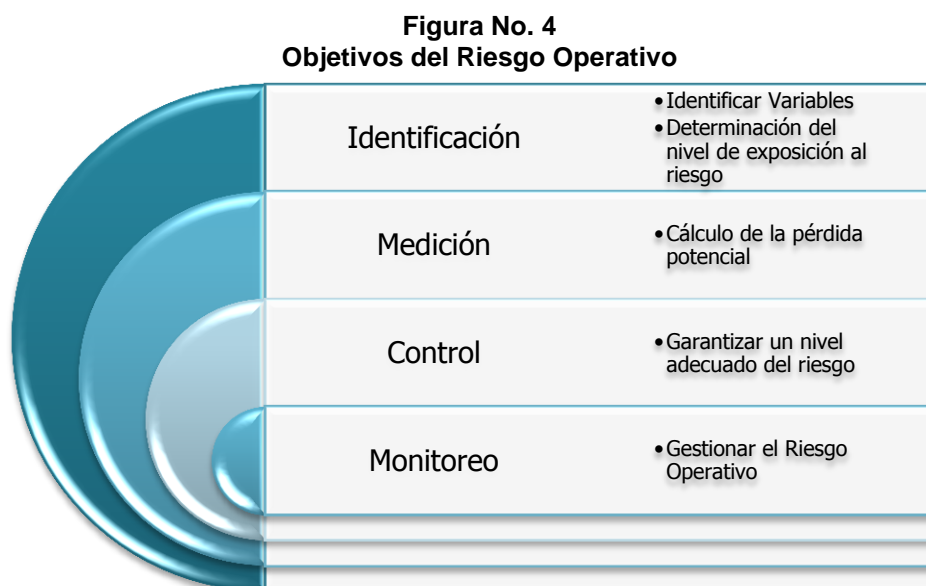 Figura No. 4
Objetivos del Riesgo Operativo
Identificación
•Identificar Variables
•Determinación del
nivel de exposición al
riesgo
Medición
•Cálculo de la pérdida
potencial
Control
•Garantizar un nivel
adecuado del riesgo
Monitoreo
•Gestionar el Riesgo
Operativo